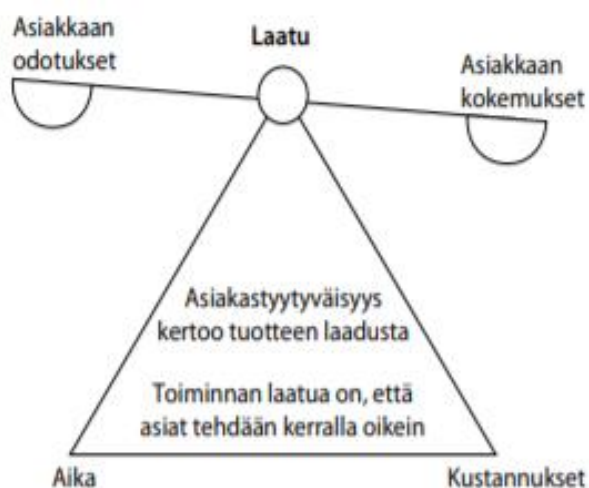 Asiakkaan
odotukset
Laatu
Asiakkaan
kokemukset
Asiakastyytyväisyys
kertoo tuotteen laadusta
Toiminnan laatua on, että
asiat tehdään kerralla oikein
Aika
Kustannukset